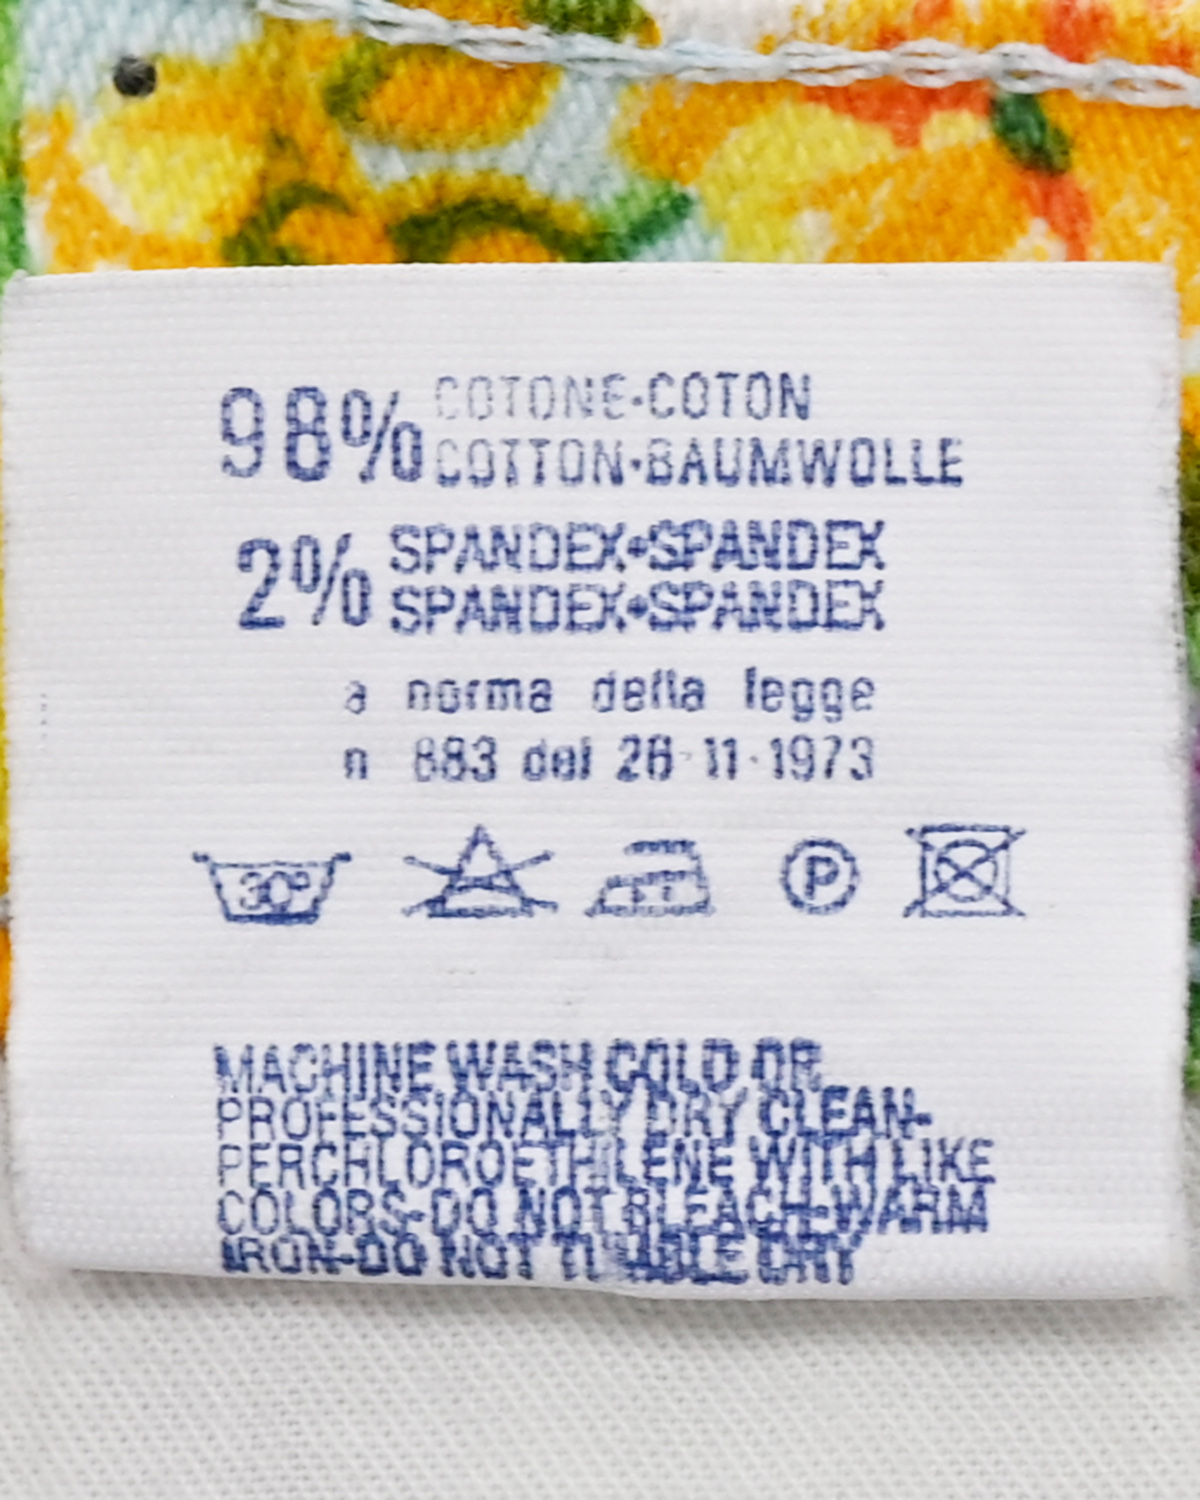 98% COTONE·COTON
COTTON·BAUMWOLLE
2% SPANDEX·SPANDEX
SPANDEX·SPANDEX
a norma della legge
n 883 del 26·11·1973
30° P
MACHINE WASH COLD OR
PROFESSIONALLY DRY CLEAN-
PERCHLOROETHILENE WITH LIKE
COLORS-DO NOT BLEACH-WARM
IRON-DO NOT TUMBLE DRY